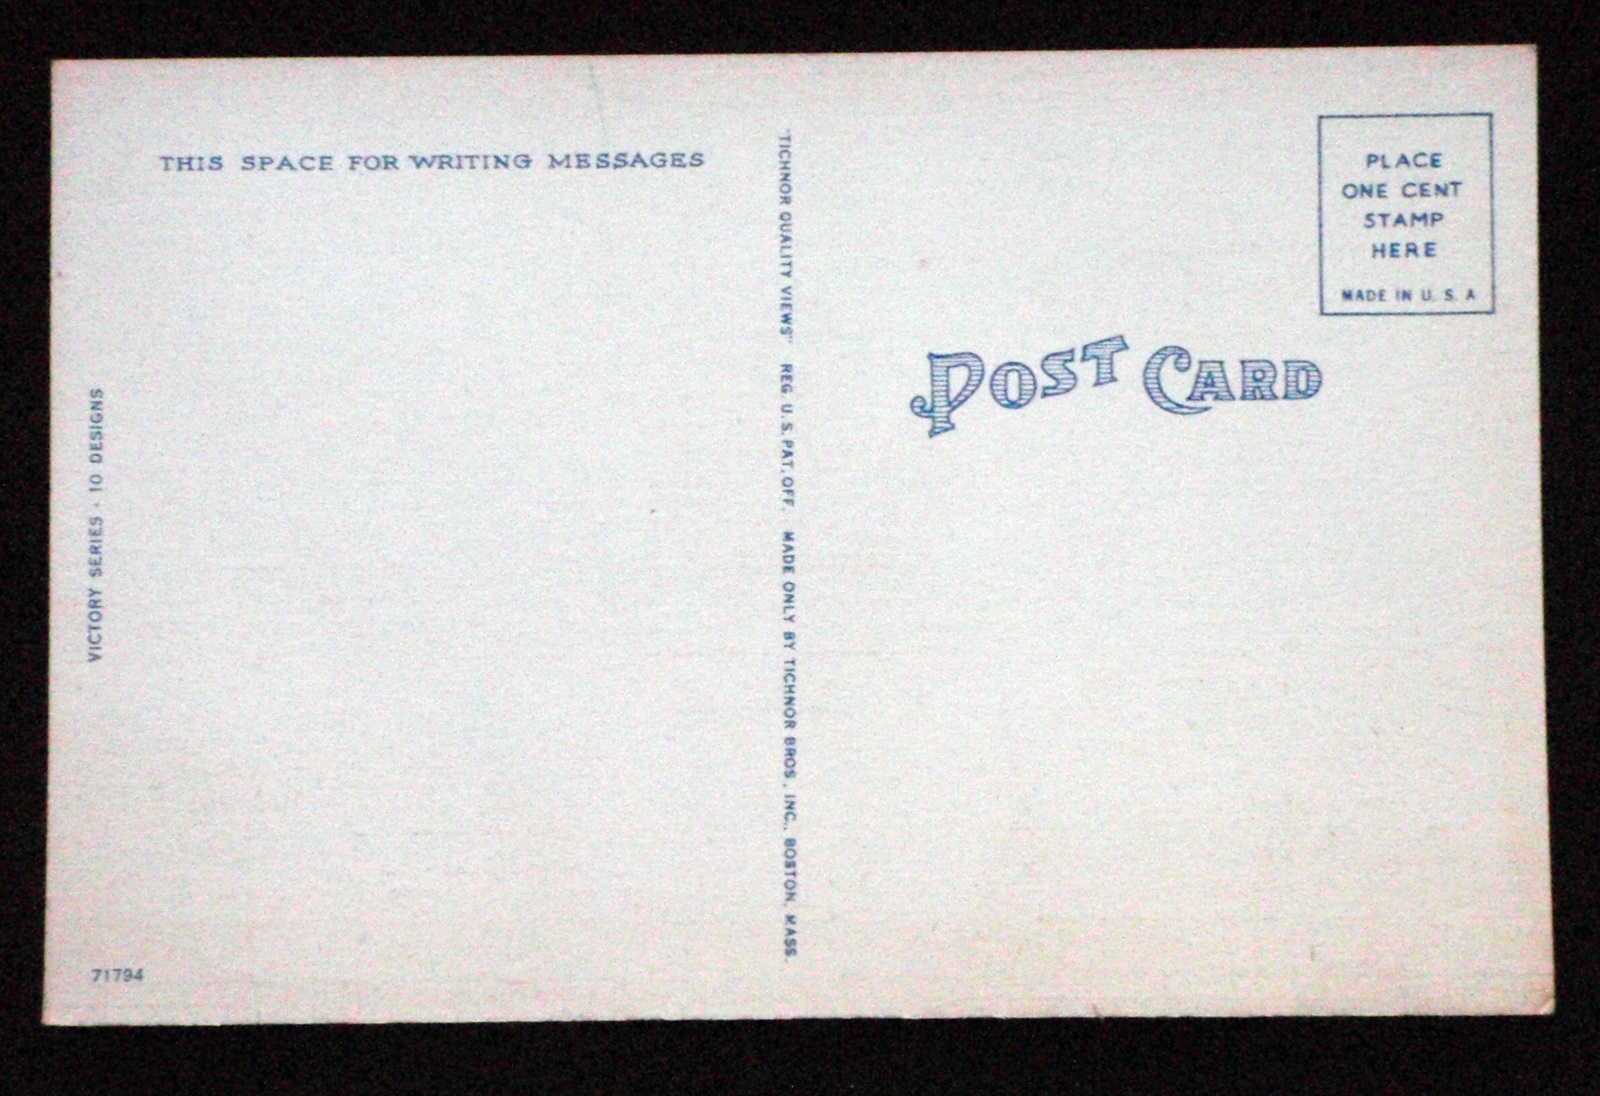 THIS SPACE FOR WRITING MESSAGES
VICTORY SERIES - 10 DESIGNS
71794
"TICHNOR QUALITY VIEWS" REG. U.S. PAT. OFF. MADE ONLY BY TICHNOR BROS., INC., BOSTON, MASS.
PLACE
ONE CENT
STAMP
HERE
MADE IN U. S. A
POST CARD